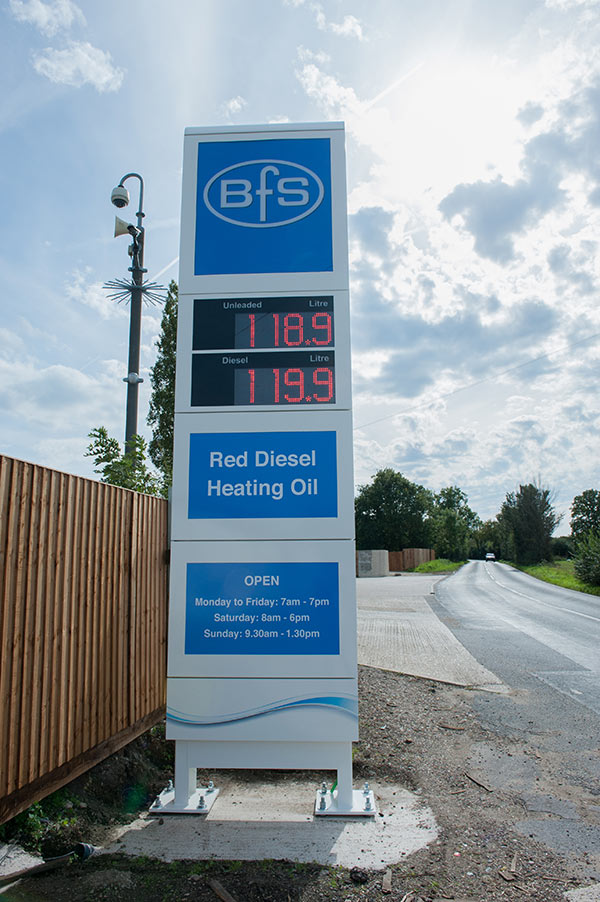 BfS
Unleaded Litre
118.9
Diesel Litre
119.9
Red Diesel
Heating Oil
OPEN
Monday to Friday: 7am - 7pm
Saturday: 8am - 6pm
Sunday: 9.30am - 1.30pm